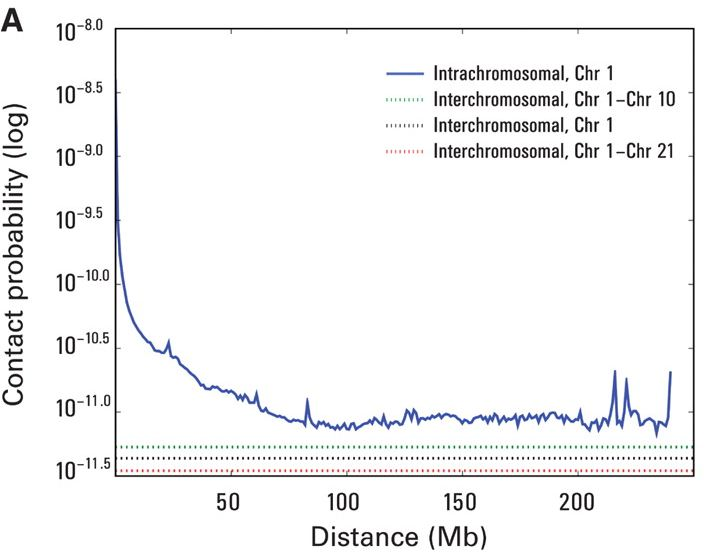 A
Contact probability (log)
10−8.0
10−8.5
10−9.0
10−9.5
10−10.0
10−10.5
10−11.0
10−11.5
Intrachromosomal, Chr 1
Interchromosomal, Chr 1–Chr 10
Interchromosomal, Chr 1
Interchromosomal, Chr 1–Chr 21
50 100 150 200
Distance (Mb)